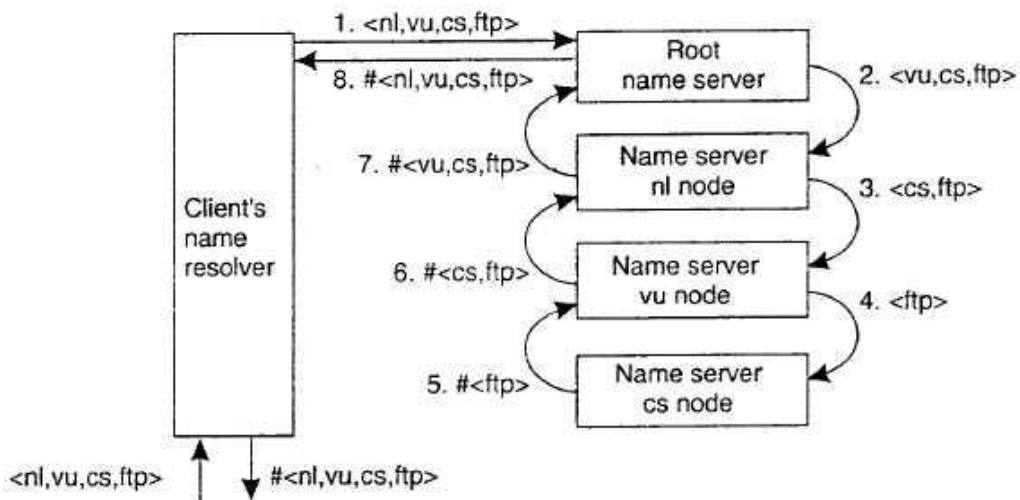 1. <nl,vu,cs,ftp>
8. #<nl,vu,cs,ftp>
Root
name server
2. <vu,cs,ftp>
7. #<vu,cs,ftp>
Name server
nl node
3. <cs,ftp>
Client's
name
resolver
6. #<cs,ftp>
Name server
vu node
4. <ftp>
5. #<ftp>
Name server
cs node
<nl,vu,cs,ftp>
#<nl,vu,cs,ftp>